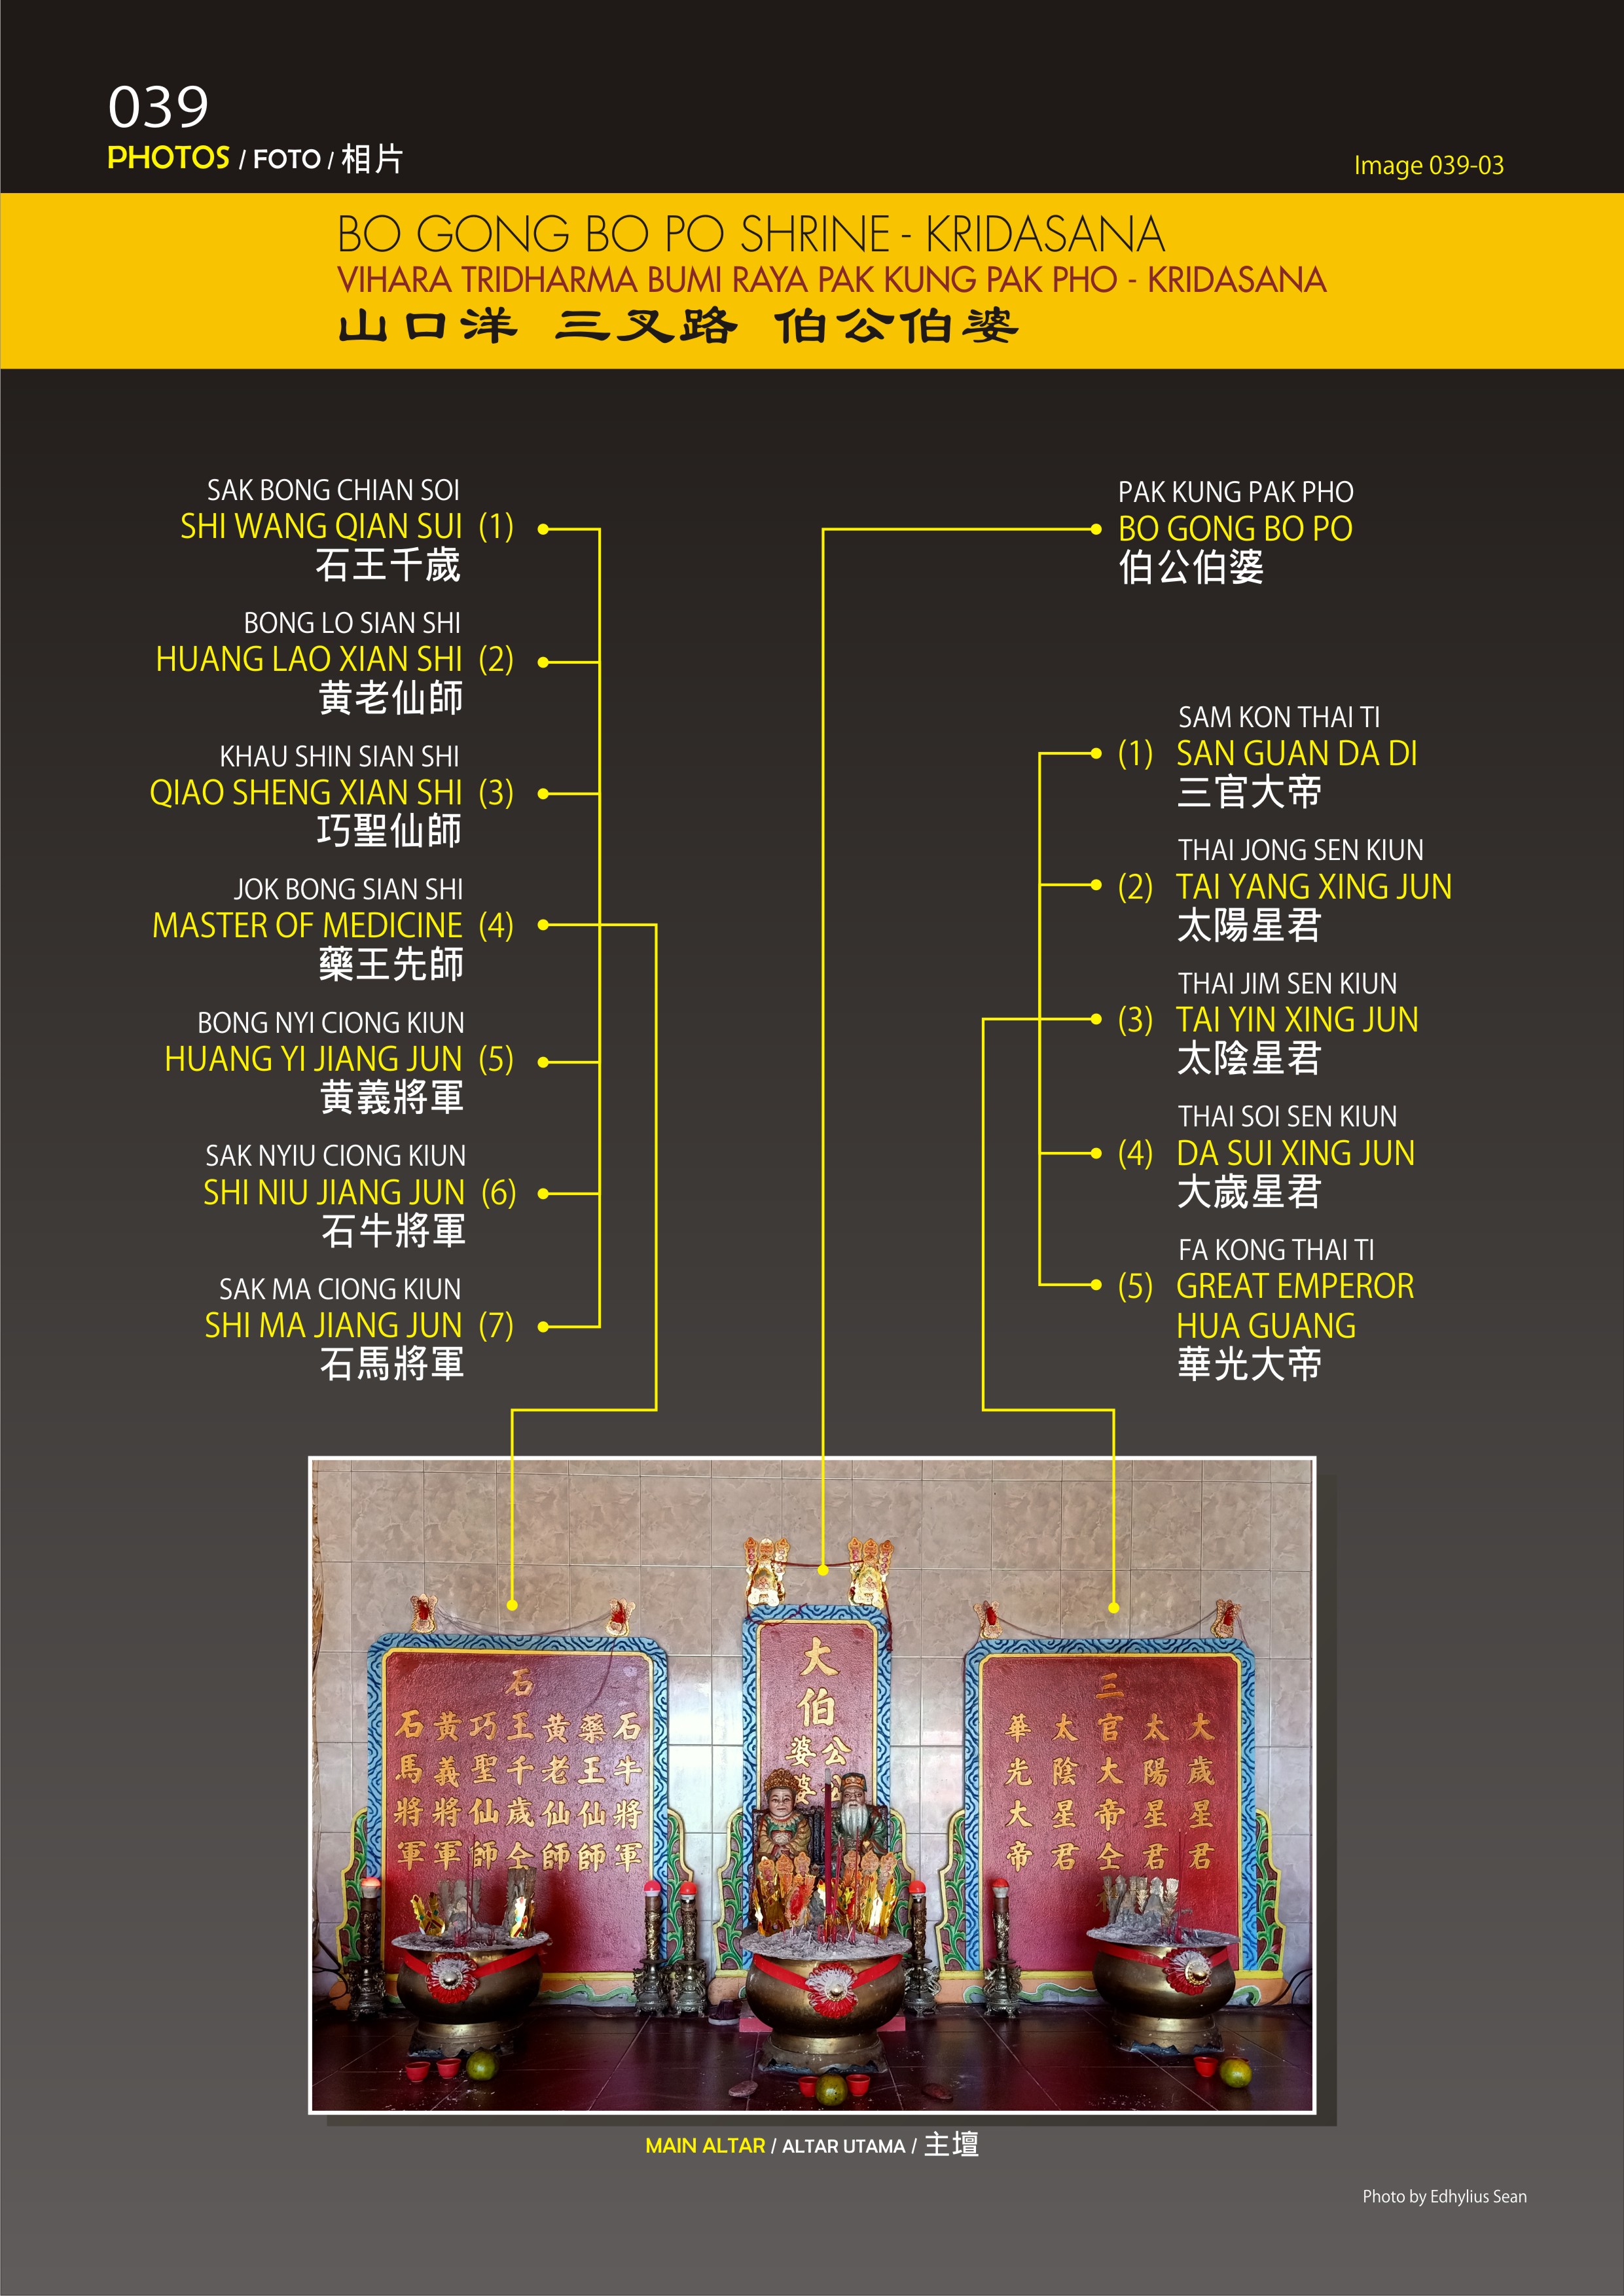 039
PHOTOS / FOTO / 相片
Image 039-03
BO GONG BO PO SHRINE - KRIDASANA
VIHARA TRIDHARMA BUMI RAYA PAK KUNG PAK PHO - KRIDASANA
山口洋 三叉路 伯公伯婆
SAK BONG CHIAN SOI
SHI WANG QIAN SUI (1)
石王千歲
BONG LO SIAN SHI
HUANG LAO XIAN SHI (2)
黄老仙師
KHAU SHIN SIAN SHI
QIAO SHENG XIAN SHI (3)
巧聖仙師
JOK BONG SIAN SHI
MASTER OF MEDICINE (4)
藥王先師
BONG NYI CIONG KIUN
HUANG YI JIANG JUN (5)
黄義將軍
SAK NYIU CIONG KIUN
SHI NIU JIANG JUN (6)
石牛將軍
SAK MA CIONG KIUN
SHI MA JIANG JUN (7)
石馬將軍
PAK KUNG PAK PHO
BO GONG BO PO
伯公伯婆
SAM KON THAI TI
(1) SAN GUAN DA DI
三官大帝
THAI JONG SEN KIUN
(2) TAI YANG XING JUN
太陽星君
THAI JIM SEN KIUN
(3) TAI YIN XING JUN
太陰星君
THAI SOI SEN KIUN
(4) DA SUI XING JUN
大歲星君
FA KONG THAI TI
(5) GREAT EMPEROR
HUA GUANG
華光大帝
石牛將軍
藥王仙師
黄老仙師
石王千歲仝
巧聖仙師
黄義將軍
石馬將軍
大伯
公
婆婆
大歲星君
太陽星君
三官大帝仝
太陰星君
華光大帝
MAIN ALTAR / ALTAR UTAMA / 主壇
Photo by Edhylius Sean